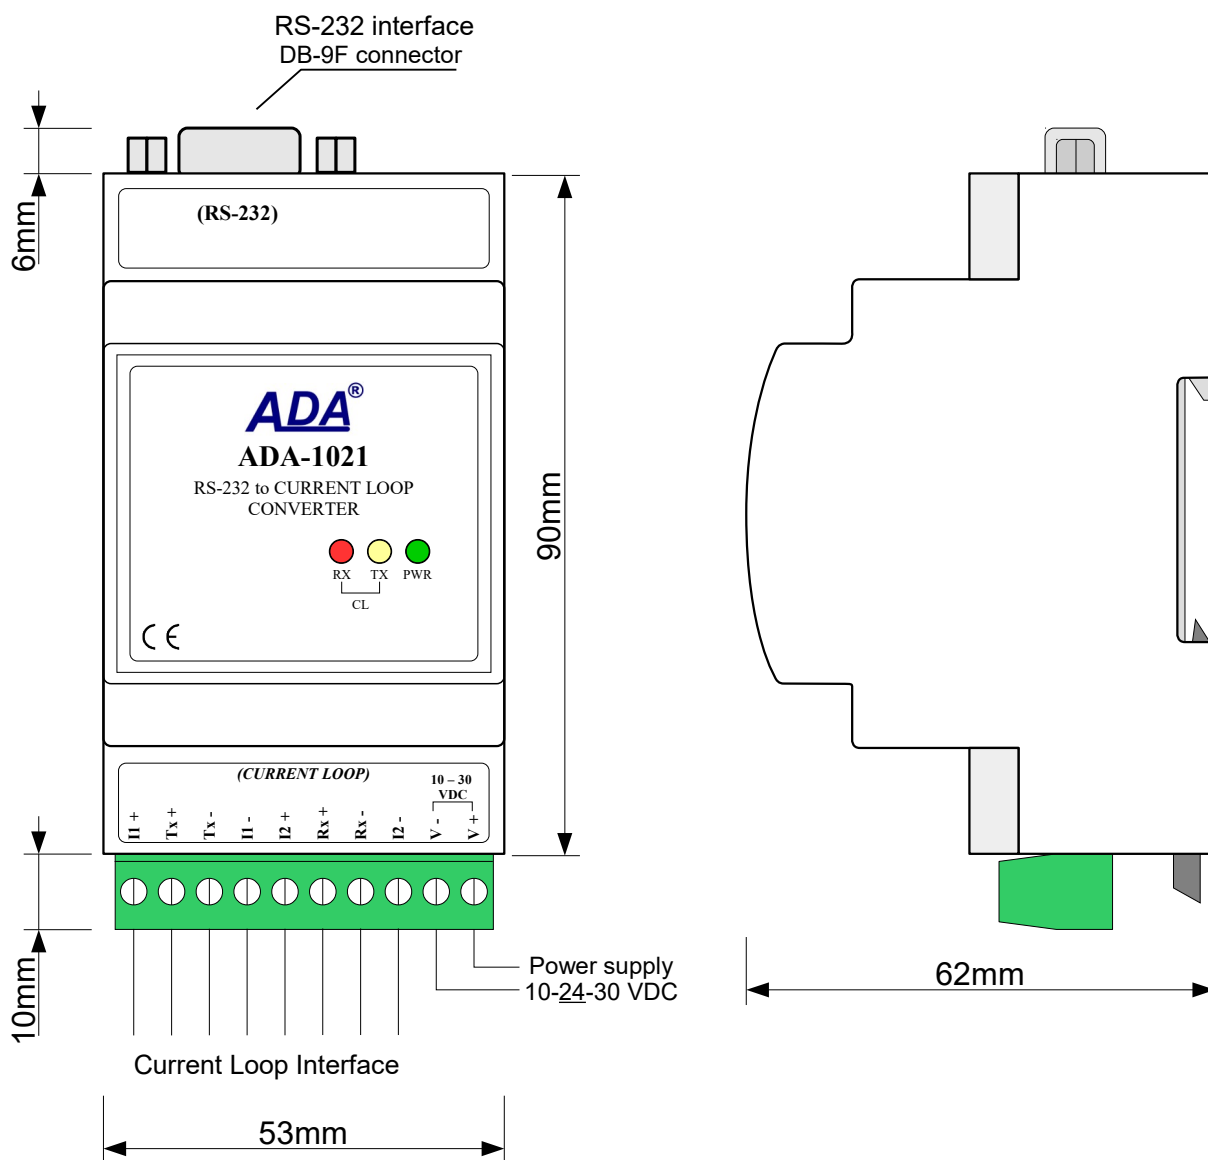 RS-232 interface
DB-9F connector
6mm
(RS-232)
ADA®
ADA-1021
RS-232 to CURRENT LOOP
CONVERTER
RX TX PWR
CL
CE
90mm
(CURRENT LOOP)
10 – 30
VDC
I1 + Tx + Tx - I1 - I2 + Rx + Rx - I2 - V - V +
10mm
Power supply
10-24-30 VDC
Current Loop Interface
53mm
62mm